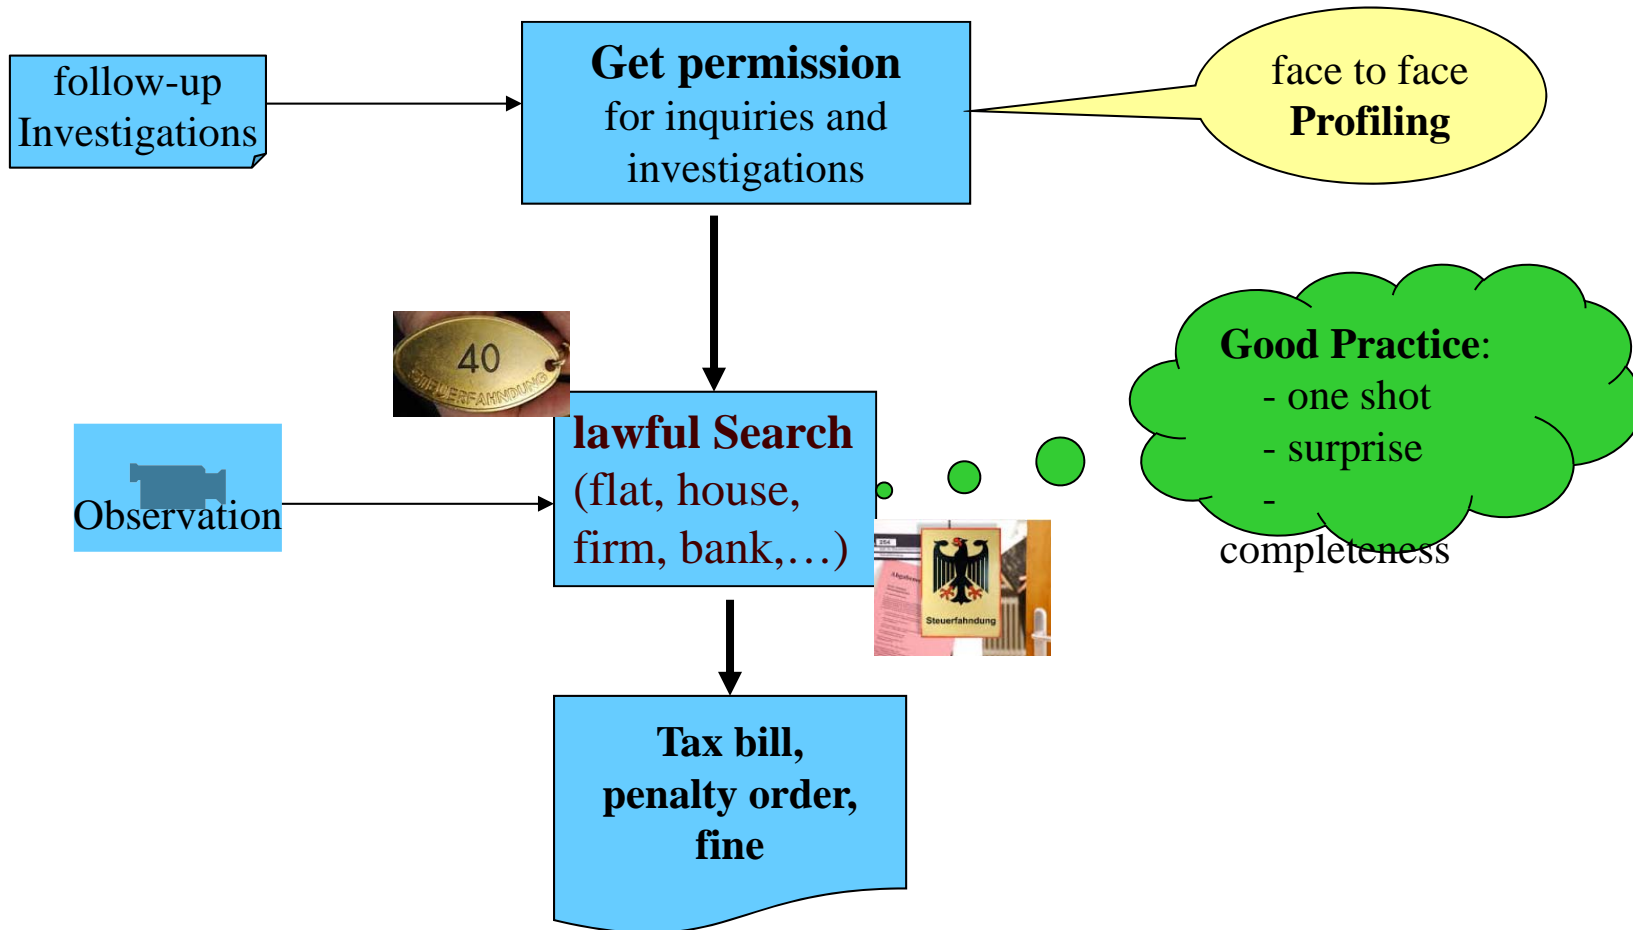 follow-up
Investigations
Get permission
for inquiries and
investigations
face to face
Profiling
40
STEUERFAHNDUNG
Good Practice:
- one shot
- surprise
-
completeness
lawful Search
(flat, house,
firm, bank,…)
Observation
Steuerfahndung
Tax bill,
penalty order,
fine